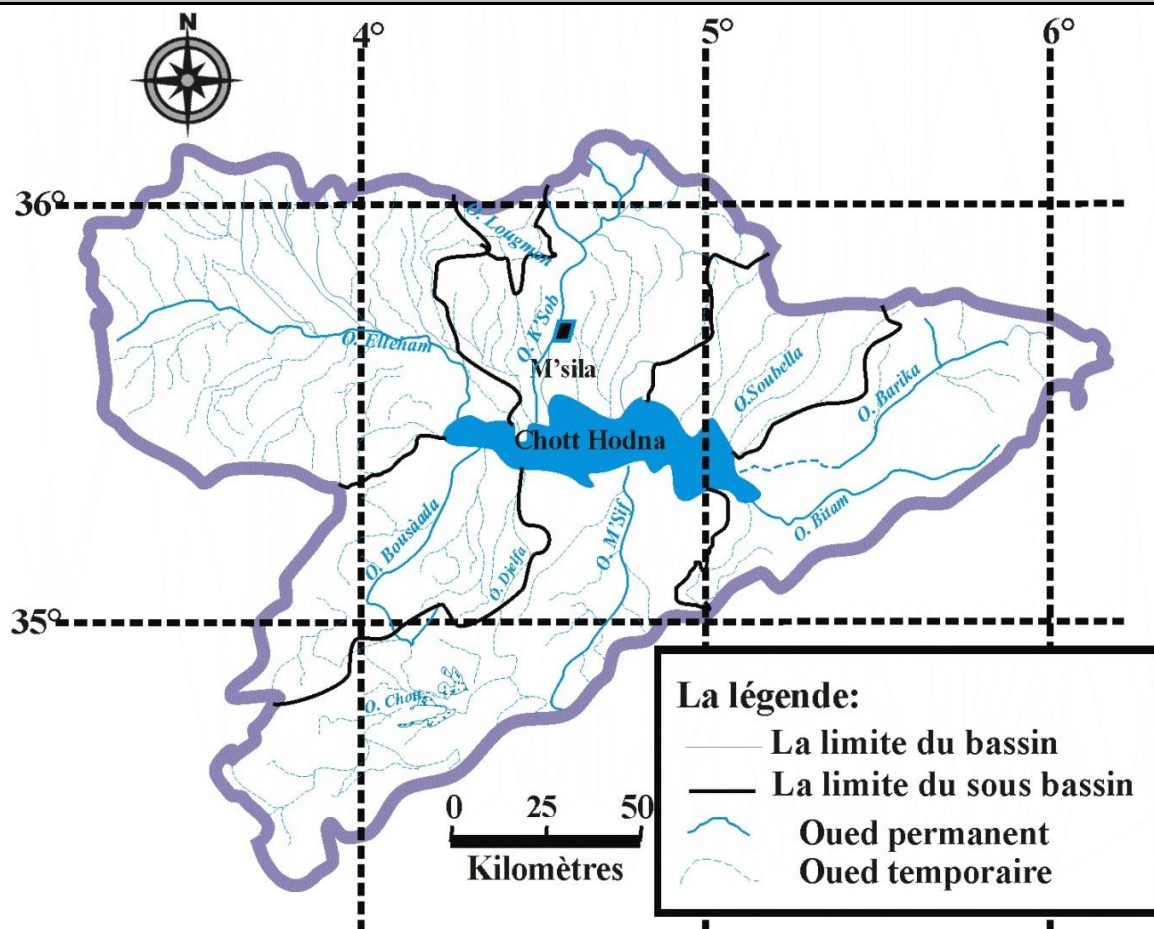 N
4°
5°
6°
36°
O. Lougman
O. K'Sob
O. Elleham
M'sila
O.Soubella
O. Barika
Chott Hodna
O. Bitam
O. Bousàada
O. Djelfa
O. M'Sif
35°
O. Chott
La légende:
La limite du bassin
La limite du sous bassin
Oued permanent
Oued temporaire
0 25 50
Kilomètres